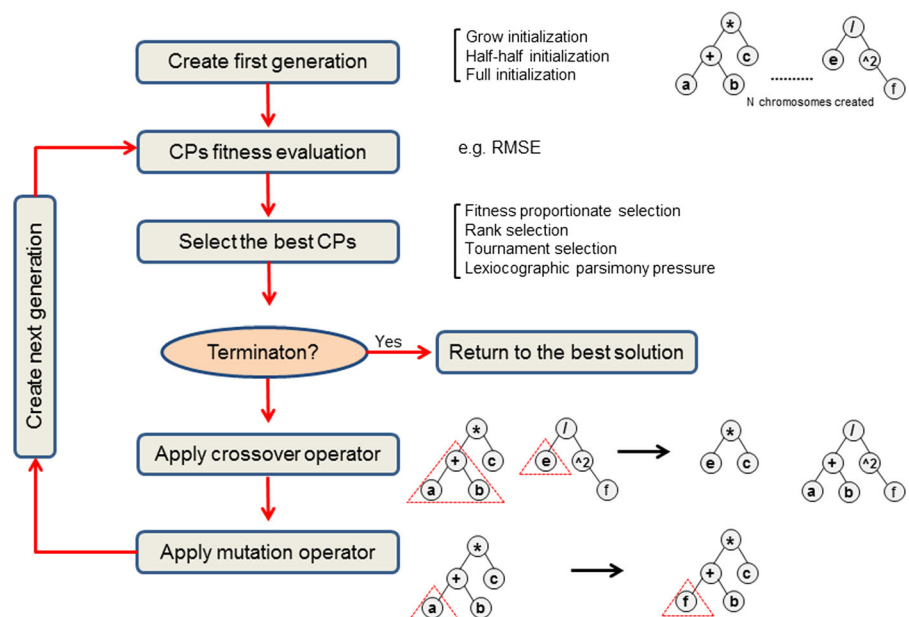 Create first generation
Grow initialization
Half-half initialization
Full initialization
*
+
c
a
b
..........
/
e
^2
f
N chromosomes created
CPs fitness evaluation
e.g. RMSE
Select the best CPs
Fitness proportionate selection
Rank selection
Tournament selection
Lexiocographic parsimony pressure
Create next generation
Terminaton?
Yes
Return to the best solution
Apply crossover operator
*
+
c
a
b
/
e
^2
f
*
e
c
/
+
^2
a
b
f
Apply mutation operator
*
+
c
a
b
*
+
c
f
b